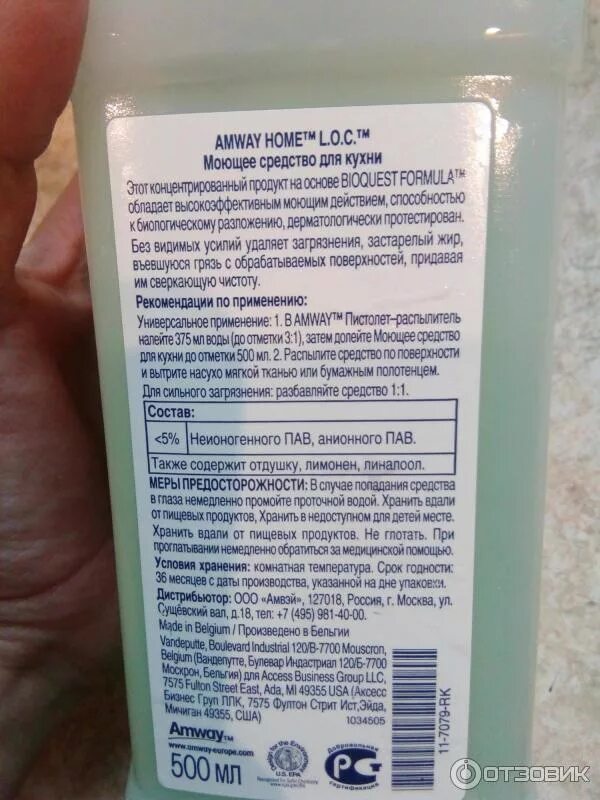 AMWAY HOME™ L.O.C.™
Моющее средство для кухни
Этот концентрированный продукт на основе BIOQUEST FORMULA™
обладает высокоэффективным моющим действием, способностью
к биологическому разложению, дерматологически протестирован.
Без видимых усилий удаляет загрязнения, застарелый жир,
въевшуюся грязь с обрабатываемых поверхностей, придавая
им сверкающую чистоту.
Рекомендации по применению:
Универсальное применение: 1. В AMWAY™ Пистолет–распылитель
налейте 375 мл воды (до отметки 3:1), затем долейте Моющее средство
для кухни до отметки 500 мл. 2. Распылите средство по поверхности
и вытрите насухо мягкой тканью или бумажным полотенцем.
Для сильного загрязнения: разбавляйте средство 1:1.
Состав:
<5% Неионогенного ПАВ, анионного ПАВ.
Также содержит отдушку, лимонен, линалоол.
МЕРЫ ПРЕДОСТОРОЖНОСТИ: В случае попадания средства
в глаза немедленно промойте проточной водой. Хранить вдали
от пищевых продуктов, Хранить в недоступном для детей месте.
Хранить вдали от пищевых продуктов. Не глотать. При
проглатывании немедленно обратиться за медицинской помощью.
Условия хранения: комнатная температура. Срок годности:
36 месяцев с даты производства, указанной на дне упаковки.
Дистрибьютор: ООО «Амвэй», 127018, Россия, г. Москва, ул.
Сущёвский вал, д.18, тел: +7 (495) 981-40-00.
Made in Belgium / Произведено в Бельгии
Vandeputte, Boulevard Industrial 120/B-7700 Mouscron,
Belgium (Вандепутте, Булевар Индастриал 120/Б-7700
Москрон, Бельгия) для Access Business Group LLC,
7575 Fulton Street East, Ada, MI 49355 USA (Аксесс
Бизнес Груп ЛЛК, 7575 Фултон Стрит Ист,Эйда,
Мичиган 49355, США)
1034505
11-7079-RK
Amway™
www.amway-europe.com
500 МЛ
U.S. EPA
Добровольная
РСТ
ОТЗОВИК